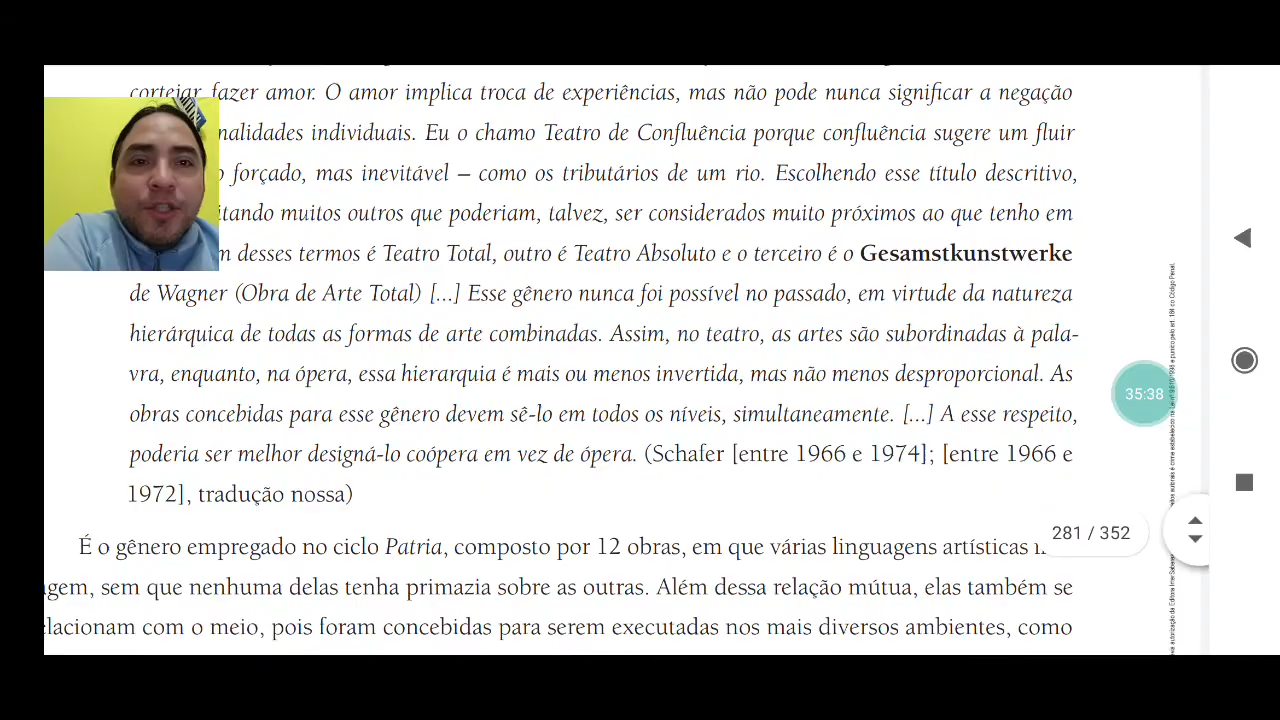 cortejar, fazer amor. O amor implica troca de experiências, mas não pode nunca significar a negação
nalidades individuais. Eu o chamo Teatro de Confluência porque confluência sugere um fluir
o forçado, mas inevitável – como os tributários de um rio. Escolhendo esse título descritivo,
itando muitos outros que poderiam, talvez, ser considerados muito próximos ao que tenho em
m desses termos é Teatro Total, outro é Teatro Absoluto e o terceiro é o Gesamstkunstwerke
de Wagner (Obra de Arte Total) [...] Esse gênero nunca foi possível no passado, em virtude da natureza
hierárquica de todas as formas de arte combinadas. Assim, no teatro, as artes são subordinadas à pala-
vra, enquanto, na ópera, essa hierarquia é mais ou menos invertida, mas não menos desproporcional. As
obras concebidas para esse gênero devem sê-lo em todos os níveis, simultaneamente. [...] A esse respeito,
poderia ser melhor designá-lo coópera em vez de ópera. (Schafer [entre 1966 e 1974]; [entre 1966 e
1972], tradução nossa)
É o gênero empregado no ciclo Patria, composto por 12 obras, em que várias linguagens artísticas
agem, sem que nenhuma delas tenha primazia sobre as outras. Além dessa relação mútua, elas também se
elacionam com o meio, pois foram concebidas para serem executadas nos mais diversos ambientes, como
35:38
281 / 352